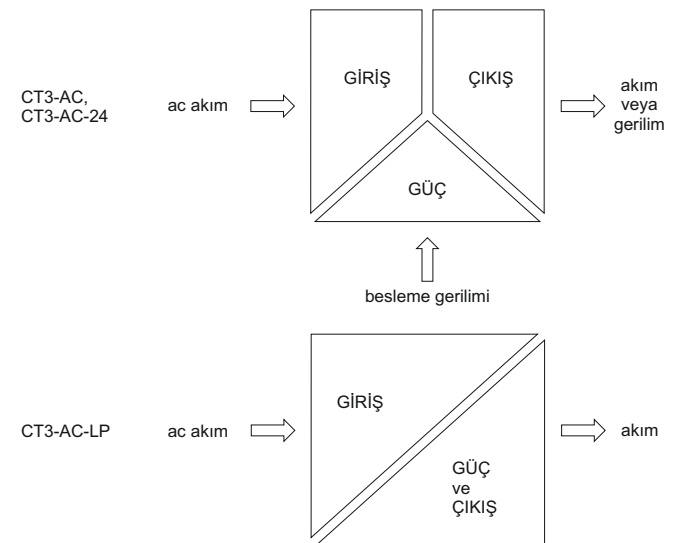 CT3-AC,
CT3-AC-24
ac akım
GİRİŞ
ÇIKIŞ
GÜÇ
akım
veya
gerilim
besleme gerilimi
CT3-AC-LP
ac akım
GİRİŞ
GÜÇ
ve
ÇIKIŞ
akım